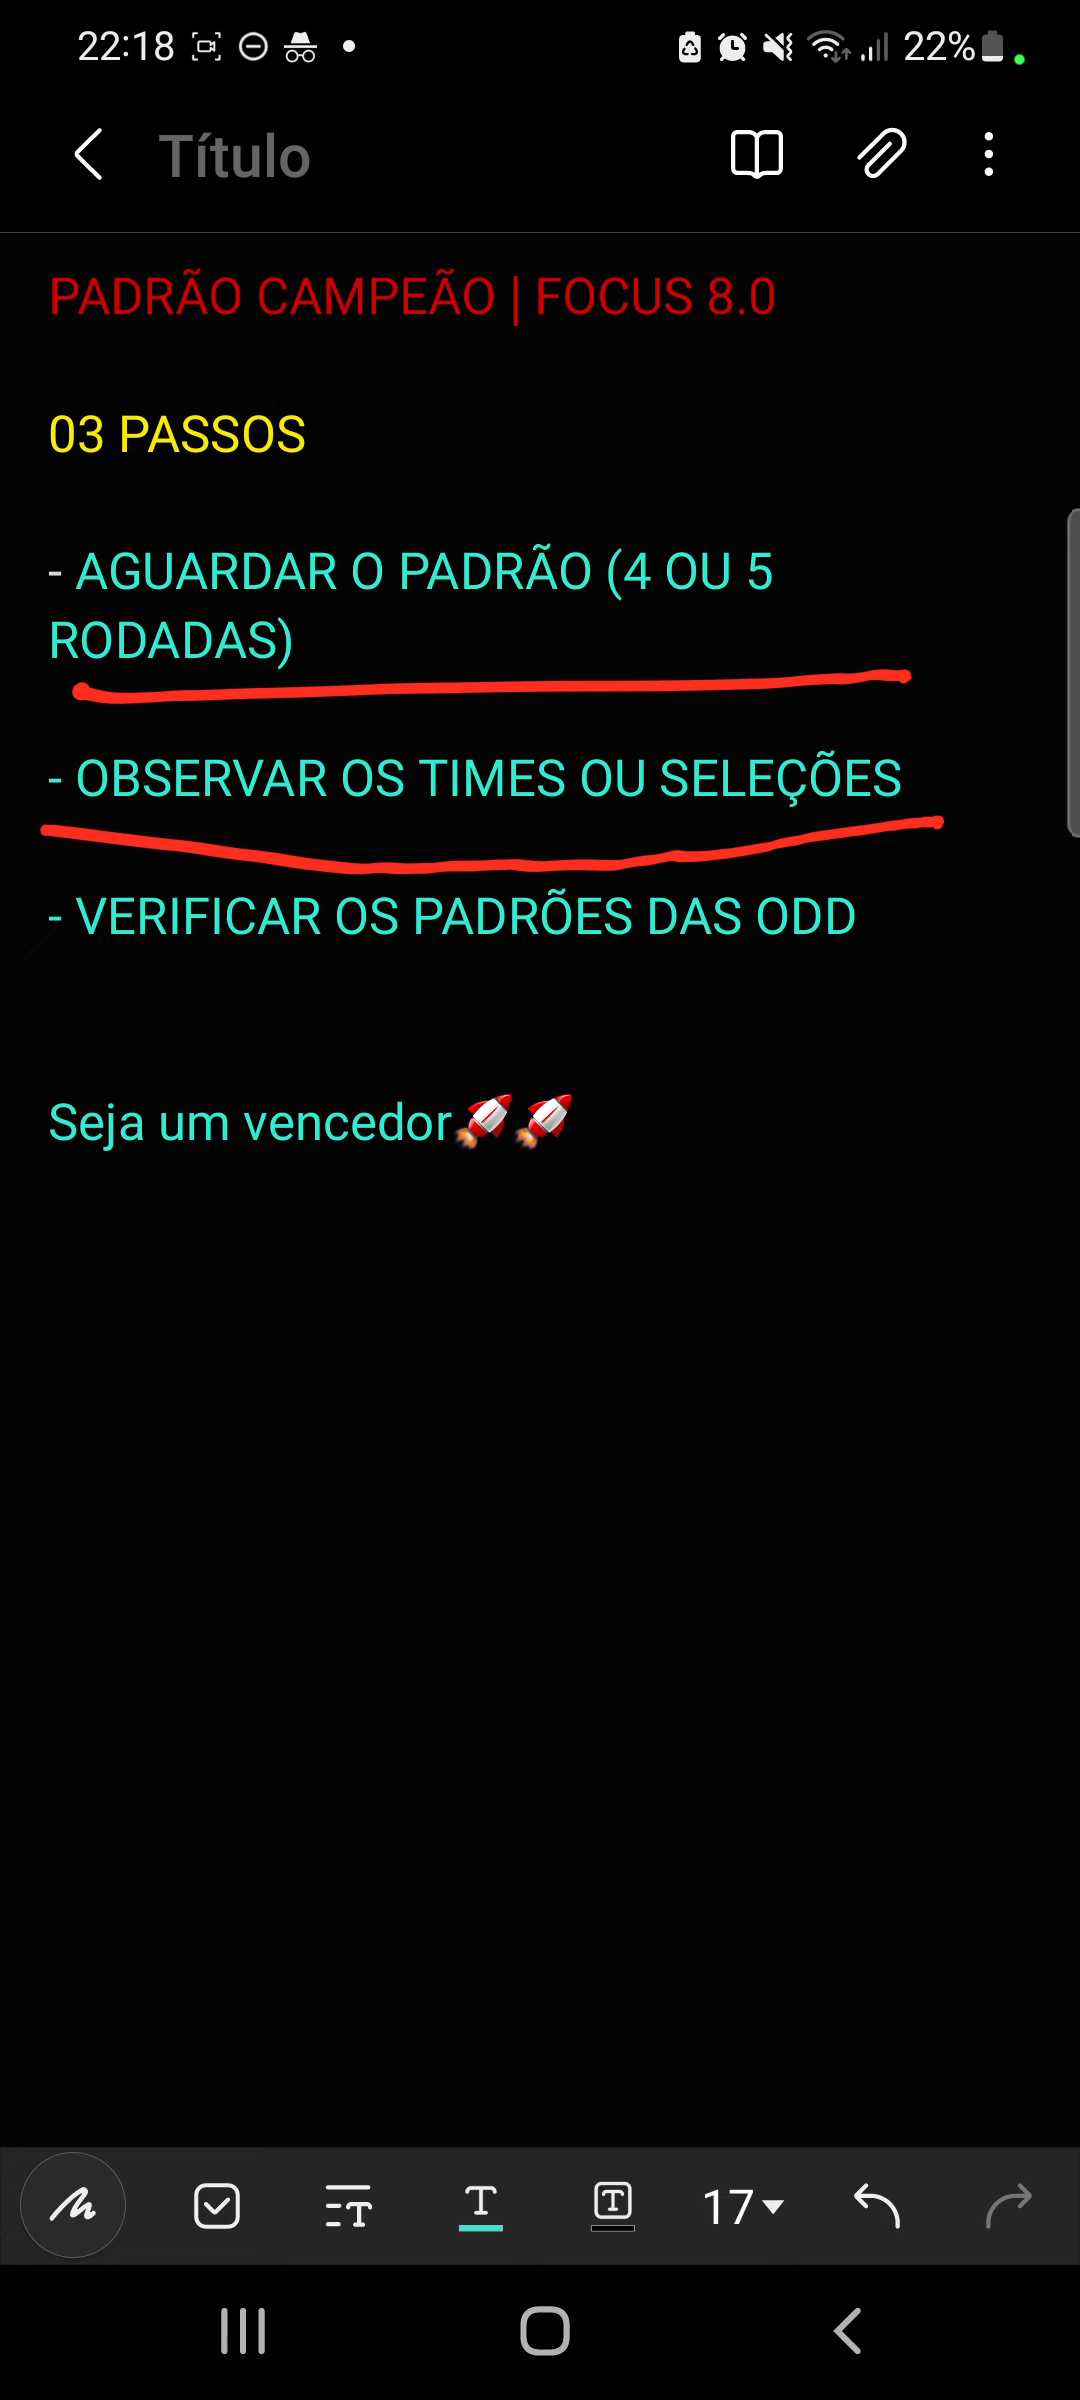 22:18
22%
Título
PADRÃO CAMPEÃO | FOCUS 8.0
03 PASSOS
- AGUARDAR O PADRÃO (4 OU 5
RODADAS)
- OBSERVAR OS TIMES OU SELEÇÕES
- VERIFICAR OS PADRÕES DAS ODD
Seja um vencedor🚀🚀
17